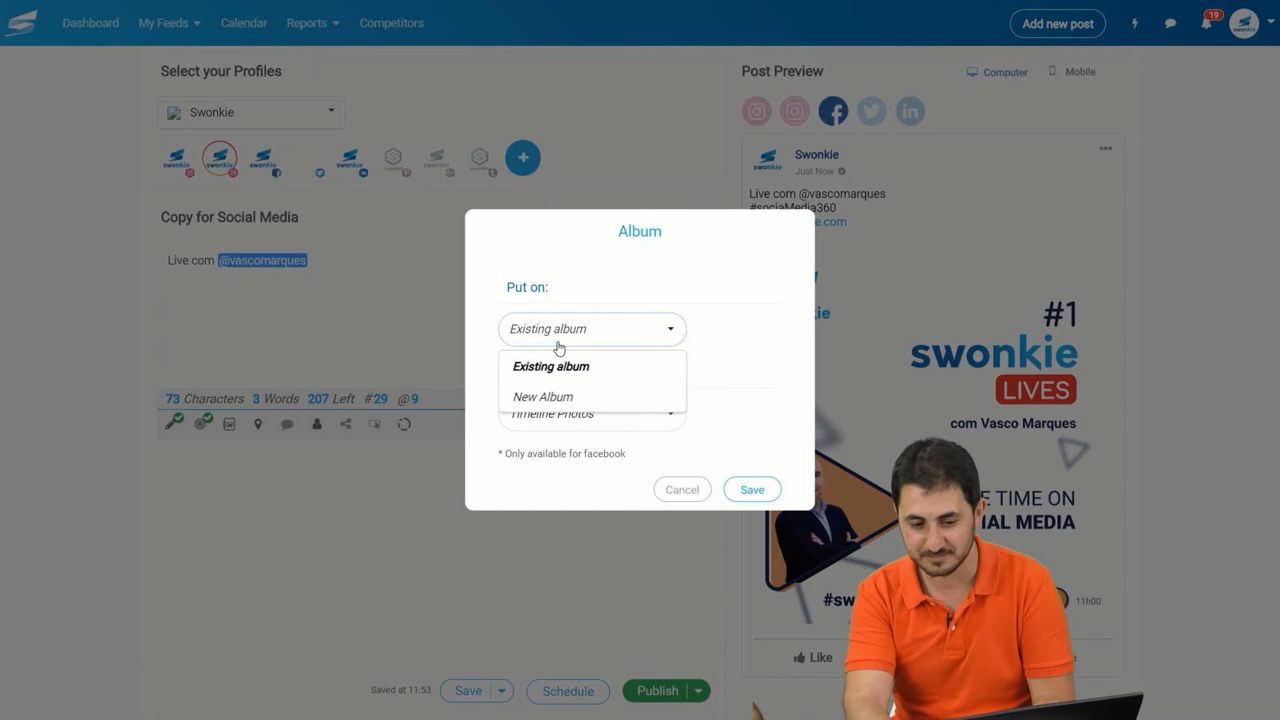 Dashboard
My Feeds
Calendar
Reports
Competitors
Add new post
19
Select your Profiles
Swonkie
Copy for Social Media
Live com @vascomarques
73 Characters 3 Words 207 Left #29 @9
Saved at 11:53
Save
Schedule
Publish
Album
Put on:
Existing album
Existing album
New Album
Timeline Photos
* Only available for facebook
Cancel
Save
Post Preview
Computer
Mobile
Swonkie
Just Now
Live com @vascomarques
#sociaMedia360
#1
swonkie
LIVES
com Vasco Marques
11h00
Like